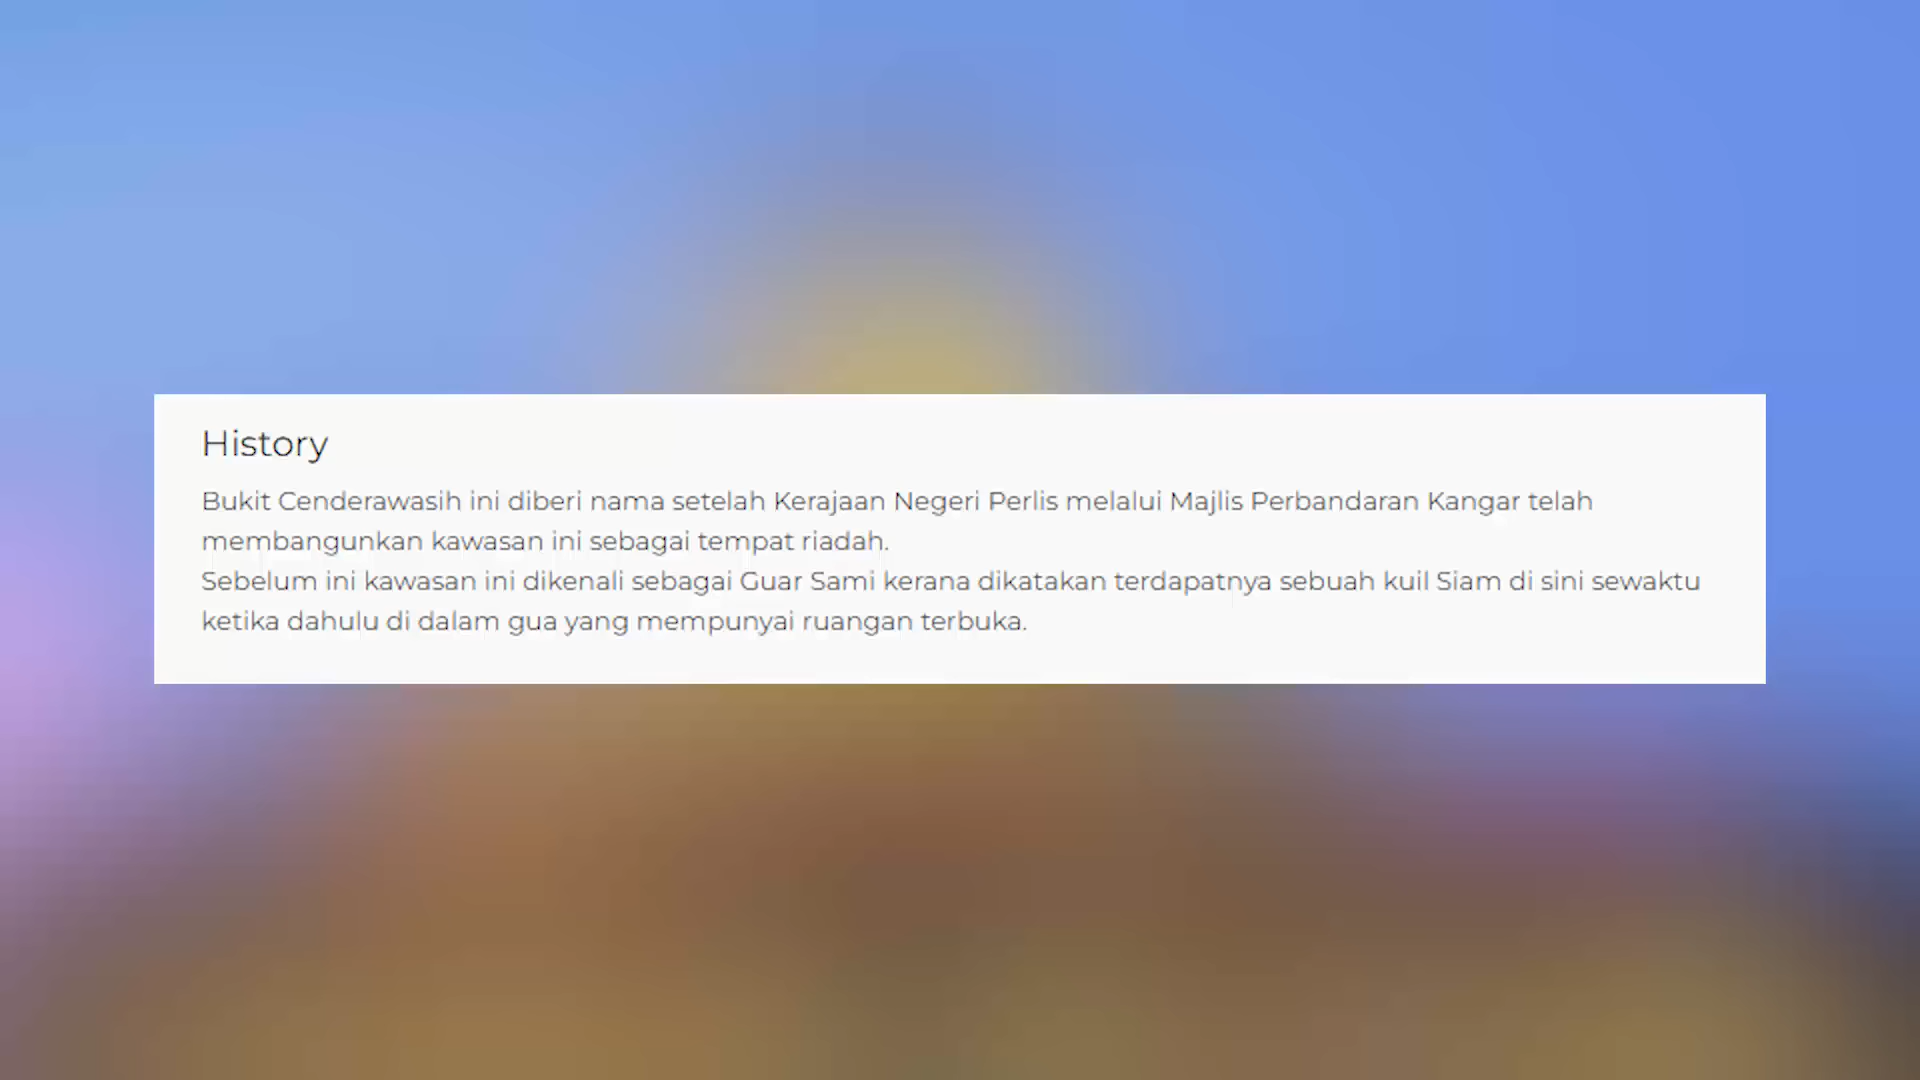 History
Bukit Cenderawasih ini diberi nama setelah Kerajaan Negeri Perlis melalui Majlis Perbandaran Kangar telah
membangunkan kawasan ini sebagai tempat riadah.
Sebelum ini kawasan ini dikenali sebagai Guar Sami kerana dikatakan terdapatnya sebuah kuil Siam di sini sewaktu
ketika dahulu di dalam gua yang mempunyai ruangan terbuka.